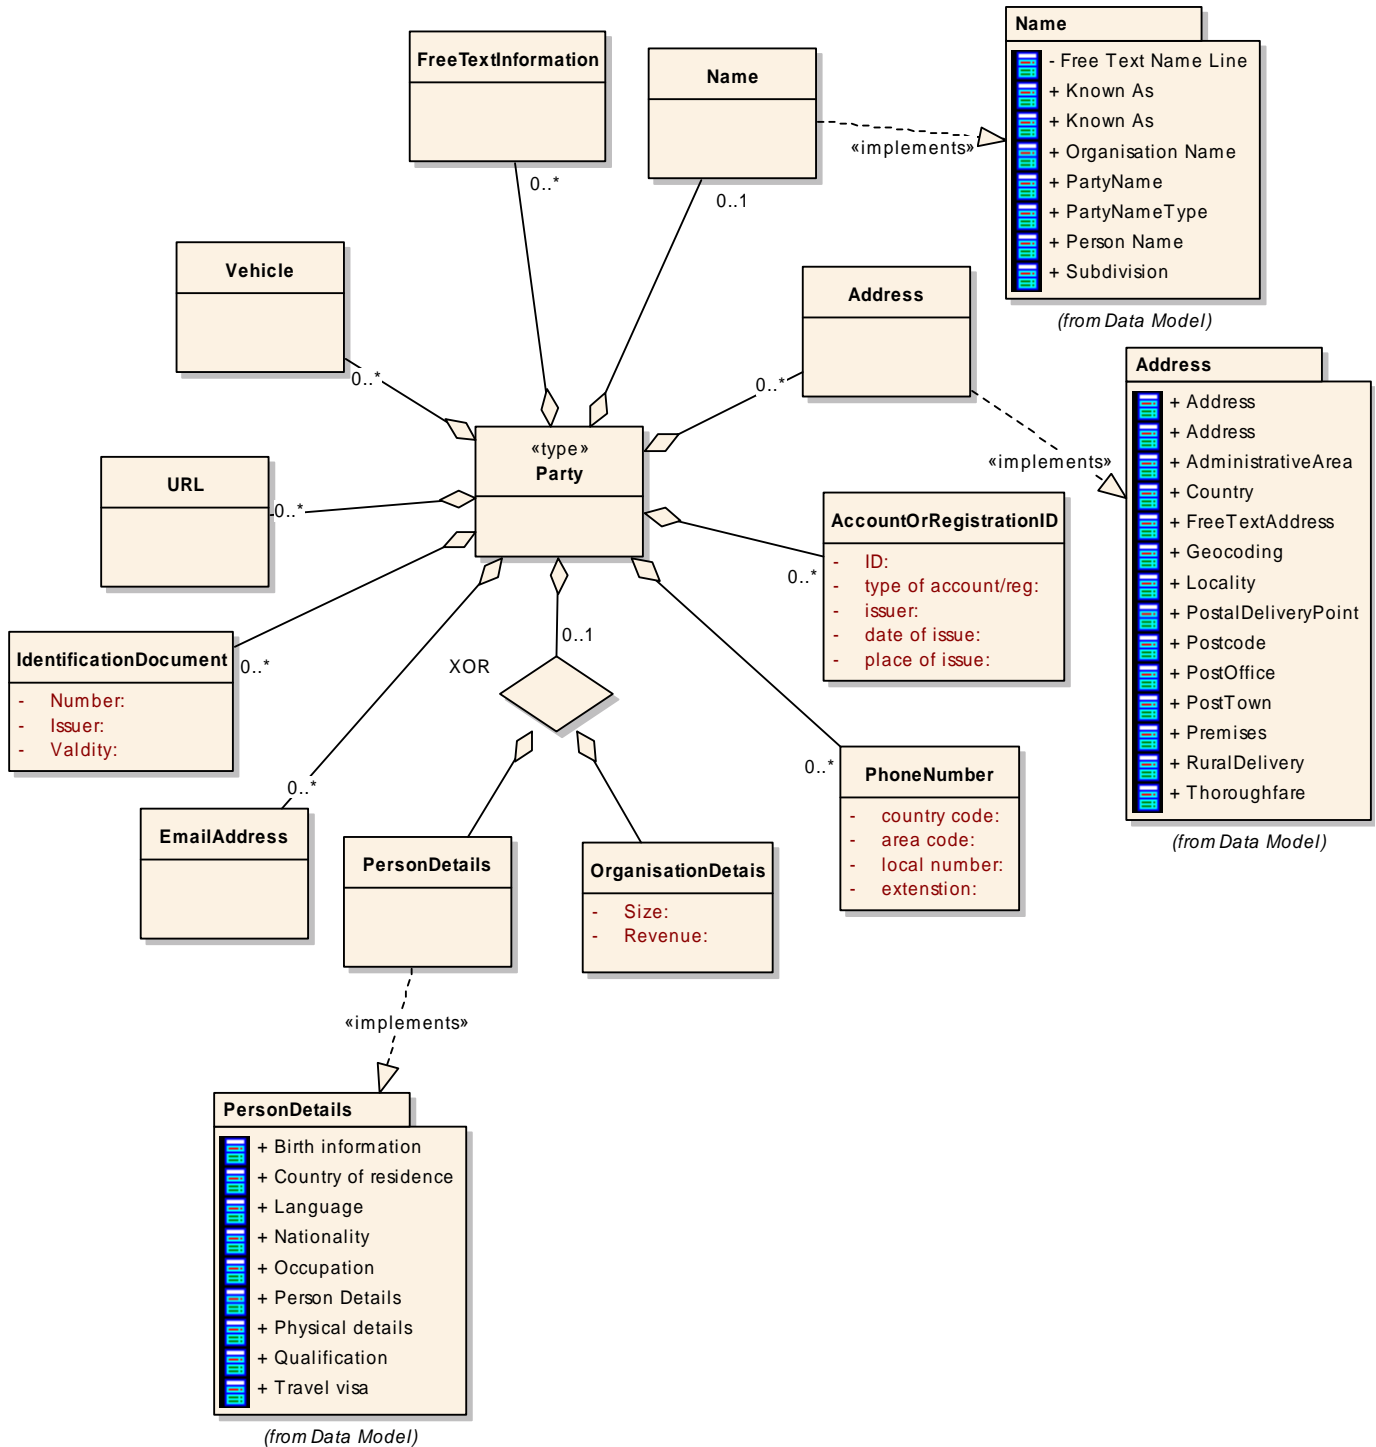 FreeTextInformation
0..*
Name
0..1
«implements»
Name
- Free Text Name Line
+ Known As
+ Known As
+ Organisation Name
+ PartyName
+ PartyNameType
+ Person Name
+ Subdivision
(from Data Model)
Vehicle
0..*
Address
0..*
«implements»
Address
+ Address
+ Address
+ AdministrativeArea
+ Country
+ FreeTextAddress
+ Geocoding
+ Locality
+ PostalDeliveryPoint
+ Postcode
+ PostOffice
+ PostTown
+ Premises
+ RuralDelivery
+ Thoroughfare
(from Data Model)
«type»
Party
URL
0..*
AccountOrRegistrationID
- ID:
- type of account/reg:
- issuer:
- date of issue:
- place of issue:
0..*
IdentificationDocument
- Number:
- Issuer:
- Valdity:
0..*
0..1
XOR
EmailAddress
0..*
PersonDetails
OrganisationDetais
- Size:
- Revenue:
PhoneNumber
- country code:
- area code:
- local number:
- extenstion:
0..*
«implements»
PersonDetails
+ Birth information
+ Country of residence
+ Language
+ Nationality
+ Occupation
+ Person Details
+ Physical details
+ Qualification
+ Travel visa
(from Data Model)